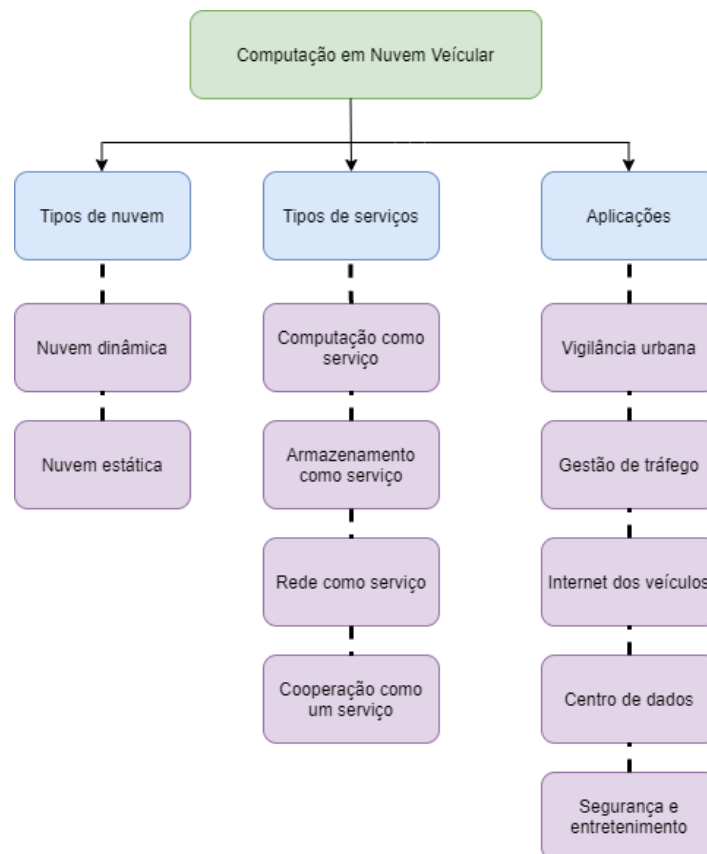 Computação em Nuvem Veícular
Tipos de nuvem
Nuvem dinâmica
Nuvem estática
Tipos de serviços
Computação como
serviço
Armazenamento
como serviço
Rede como serviço
Cooperação como
um serviço
Aplicações
Vigilância urbana
Gestão de tráfego
Internet dos veículos
Centro de dados
Segurança e
entretenimento